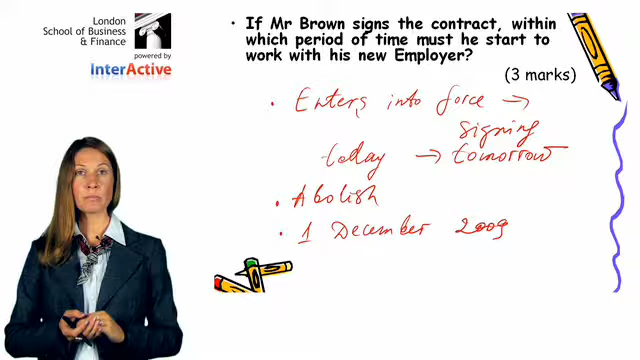 London
School of Business
& Finance
powered by
InterActive
• If Mr Brown signs the contract, within
which period of time must he start to
work with his new Employer?
(3 marks)
• Enters into force →
signing
today → tomorrow
• Abolish
• 1 December 2009